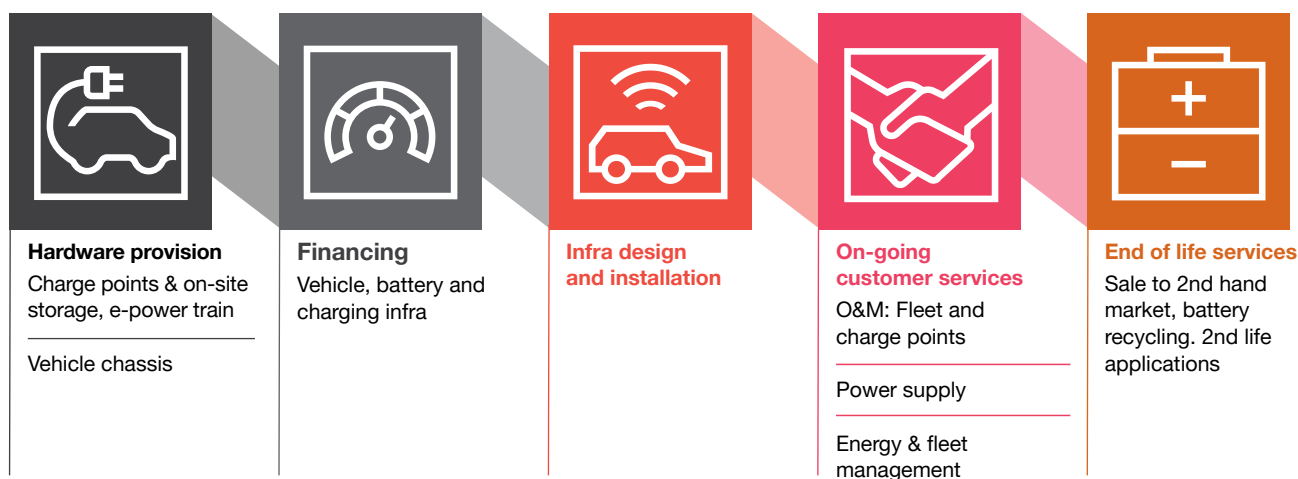 Hardware provision
Charge points & on-site
storage, e-power train
Vehicle chassis
Financing
Vehicle, battery and
charging infra
Infra design
and installation
On-going
customer services
O&M: Fleet and
charge points
Power supply
Energy & fleet
management
End of life services
Sale to 2nd hand
market, battery
recycling. 2nd life
applications